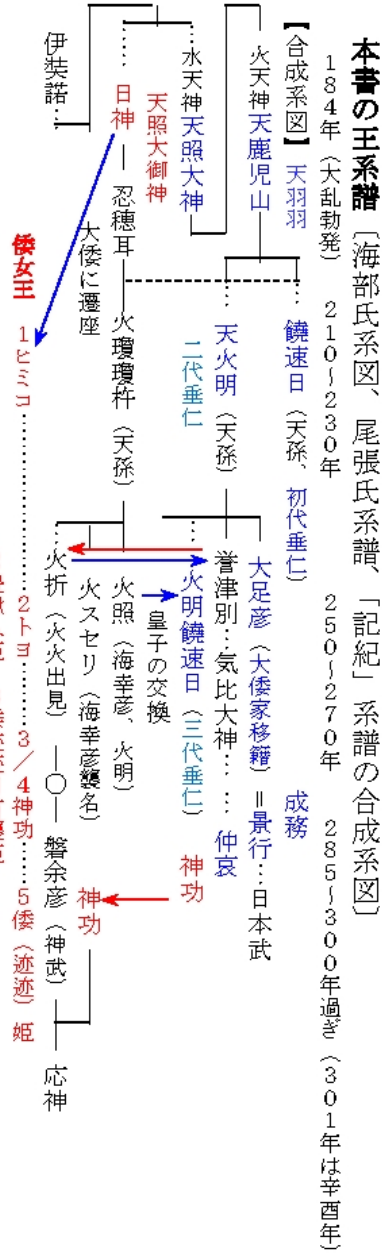 本書の王系譜〔海部氏系図、尾張氏系譜、「記紀」系譜の合成系図〕
184年（大乱勃発） 210～230年 250～270年 285～300年過ぎ（301年は辛酉年）
【合成系図】 天羽羽 饒速日（天孫、初代垂仁） 成務
大足彦（大倭家移籍）＝景行…日本武
火天神天鹿児山 天火明（天孫） 誉津別…気比大神…… 仲哀
二代垂仁
火明饒速日（三代垂仁） 神功
水天神天照大神
皇子の交換
天照大御神
火照（海幸彦、火明）
日神 忍穂耳 火瓊瓊杵（天孫） 火スセリ（海幸彦襲名） 神功
大倭に遷座
火折（火火出見） ―〇― 磐余彦（神武） 応神
伊奘諾
倭女王 1ヒミコ……………………2トヨ………3／4神功……5倭（迹迹）姫